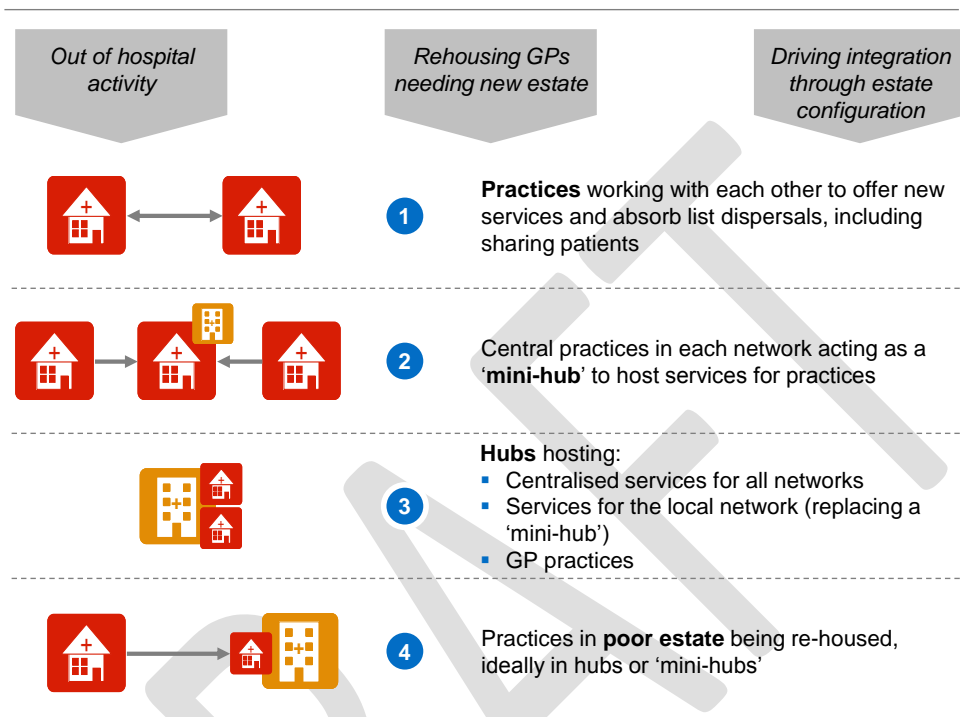 Out of hospital
activity
Rehousing GPs
needing new estate
Driving integration
through estate
configuration
1
Practices working with each other to offer new
services and absorb list dispersals, including
sharing patients
2
Central practices in each network acting as a
‘mini-hub’ to host services for practices
3
Hubs hosting:
▪ Centralised services for all networks
▪ Services for the local network (replacing a
‘mini-hub’)
▪ GP practices
4
Practices in poor estate being re-housed,
ideally in hubs or ‘mini-hubs’
DRAFT